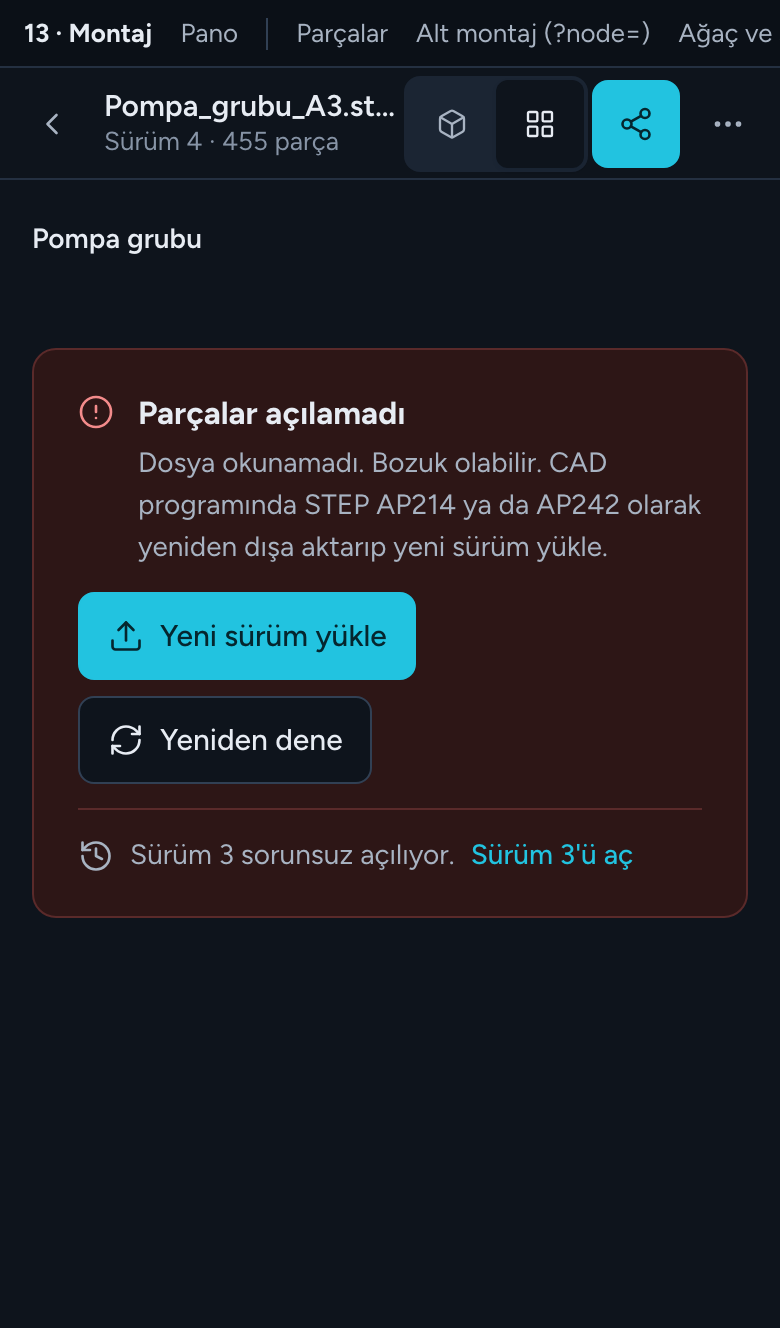 13 · Montaj Pano Parçalar Alt montaj (?node=) Ağaç ve
Pompa_grubu_A3.st...
Sürüm 4 · 455 parça
Pompa grubu
Parçalar açılamadı
Dosya okunamadı. Bozuk olabilir. CAD
programında STEP AP214 ya da AP242 olarak
yeniden dışa aktarıp yeni sürüm yükle.
Yeni sürüm yükle
Yeniden dene
Sürüm 3 sorunsuz açılıyor. Sürüm 3'ü aç